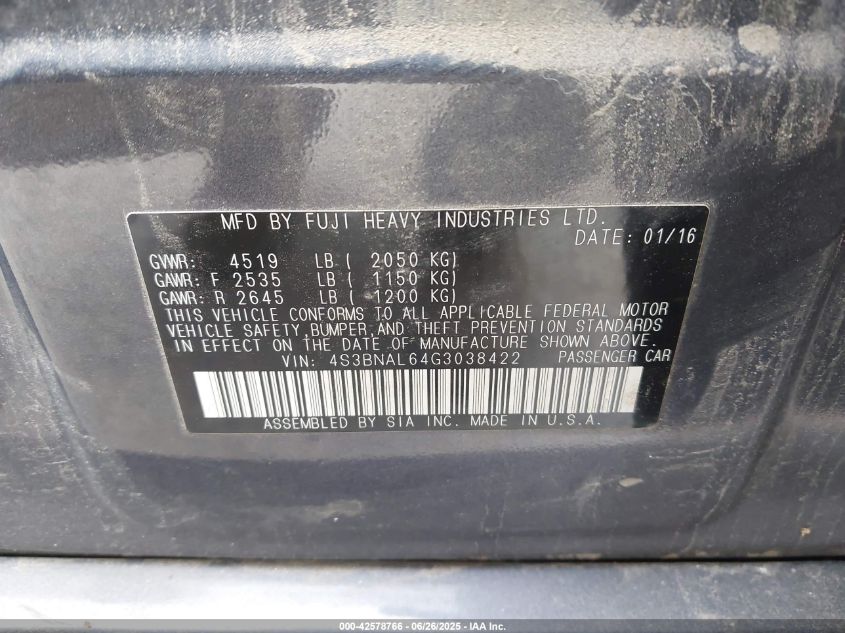 MFD BY FUJI HEAVY INDUSTRIES LTD.
DATE: 01/16
GVWR: 4519 LB ( 2050 KG)
GAWR: F 2535 LB ( 1150 KG)
GAWR: R 2645 LB ( 1200 KG)
THIS VEHICLE CONFORMS TO ALL APPLICABLE FEDERAL MOTOR
VEHICLE SAFETY, BUMPER, AND THEFT PREVENTION STANDARDS
IN EFFECT ON THE DATE OF MANUFACTURE SHOWN ABOVE.
VIN: 4S3BNAL64G3038422 PASSENGER CAR
ASSEMBLED BY SIA INC. MADE IN U.S.A.
000-42578766 - 06/26/2025 - IAA Inc.